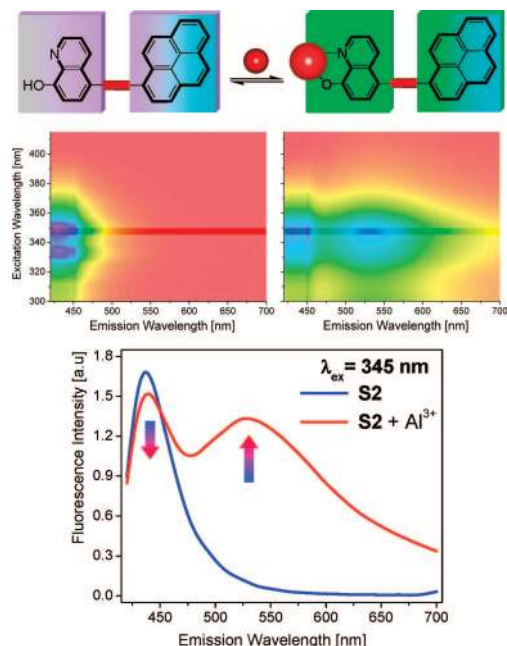 N
HO
N
O
Excitation Wavelength [nm]
400
380
360
340
320
300
450 500 550 600 650 700
Emission Wavelength [nm]
450 500 550 600 650 700
Emission Wavelength [nm]
Fluorescence Intensity [a.u]
1.8
1.5
1.2
0.9
0.6
0.3
0.0
λex = 345 nm
S2
S2 + Al3+
450 500 550 600 650 700
Emission Wavelength [nm]